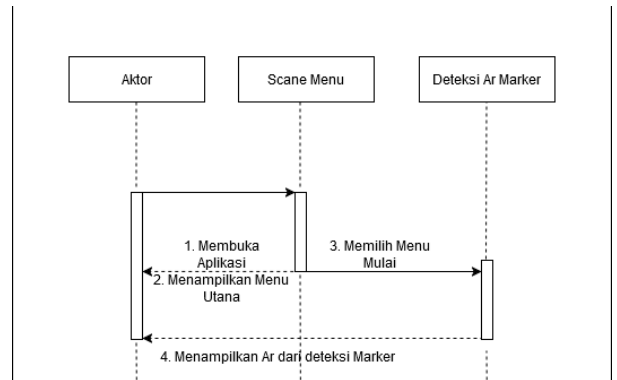 Aktor
Scane Menu
Deteksi Ar Marker
1. Membuka
Aplikasi
3. Memilih Menu
Mulai
2. Menampilkan Menu
Utana
4. Menampilkan Ar dari deteksi Marker